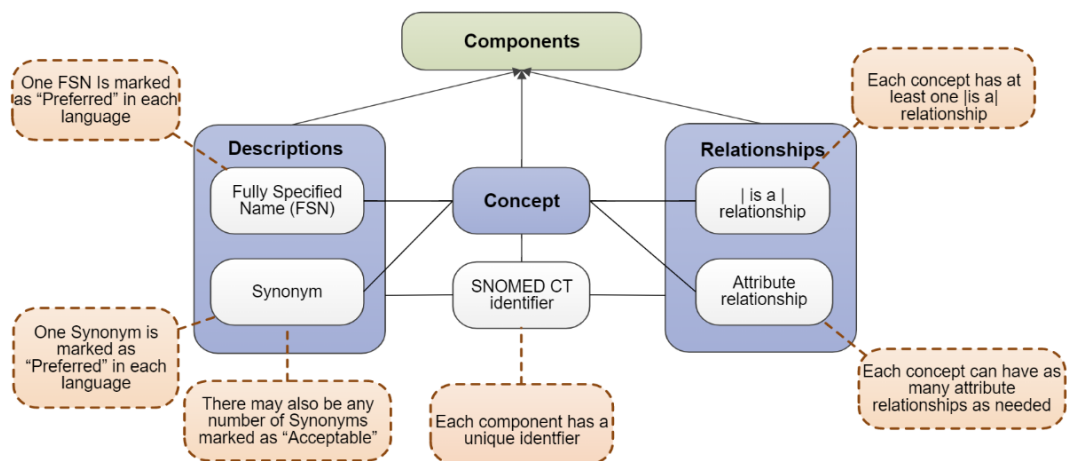 Components
One FSN Is marked
as “Preferred” in each
language
Each concept has at
least one |is a|
relationship
Descriptions
Fully Specified
Name (FSN)
Synonym
Concept
SNOMED CT
identifier
Relationships
| is a |
relationship
Attribute
relationship
One Synonym is
marked as
“Preferred” in each
language
There may also be any
number of Synonyms
marked as “Acceptable”
Each component has a
unique identfier
Each concept can have as
many attribute
relationships as needed